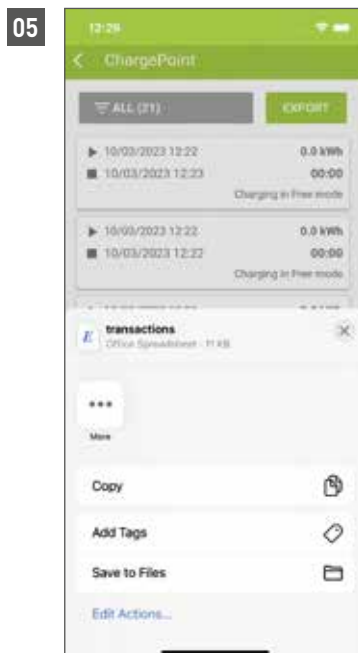 05
12:29
ChargePoint
ALL (21)
EXPORT
10/03/2023 12:22 0.0 kWh
10/03/2023 12:23 00:00
Charging in Free mode
10/03/2023 12:22 0.0 kWh
10/03/2023 12:22 00:00
Charging in Free mode
transactions
Office Spreadsheet · 11 KB
More
Copy
Add Tags
Save to Files
Edit Actions...